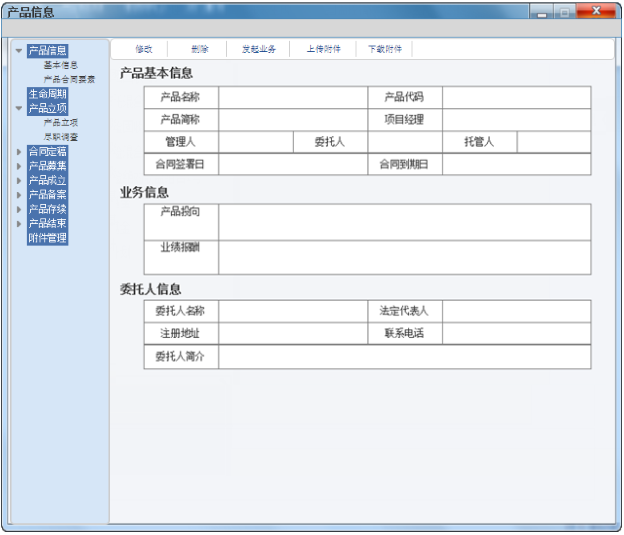 产品信息
产品信息
基本信息
产品合同要素
生命周期
产品立项
产品立项
尽职调查
合同定稿
产品募集
产品成立
产品备案
产品存续
产品结束
附件管理
修改 删除 发起业务 上传附件 下载附件
产品基本信息
产品名称 产品代码
产品简称 项目经理
管理人 委托人 托管人
合同签署日 合同到期日
业务信息
产品投向
业绩报酬
委托人信息
委托人名称 法定代表人
注册地址 联系电话
委托人简介